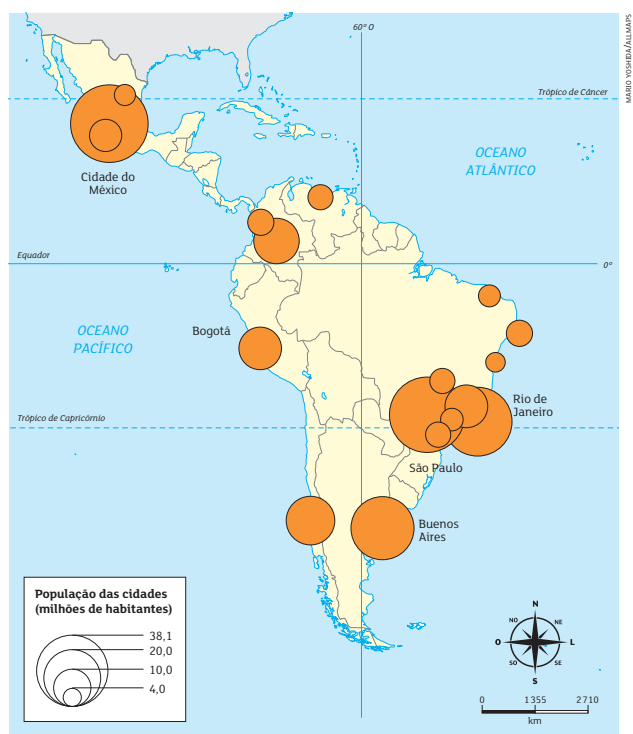 60° O
MARIO YOSHIDA/ALLMAPS
Trópico de Câncer
OCEANO
ATLÂNTICO
Cidade do
México
Equador
0°
Bogotá
OCEANO
PACÍFICO
Rio de
Janeiro
Trópico de Capricórnio
São Paulo
Buenos
Aires
População das cidades
(milhões de habitantes)
38,1
20,0
10,0
4,0
N
NO
NE
O
L
SO
SE
S
0 1355 2710
km